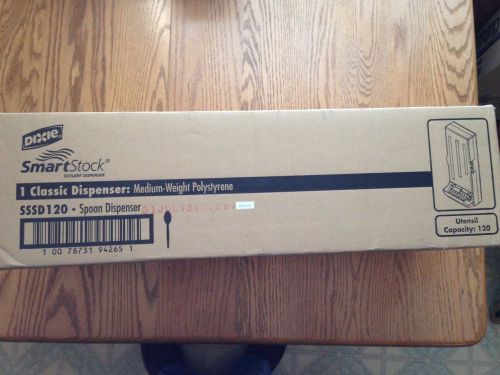 DIXIE
SmartStock®
CUTLERY DISPENSER
1 Classic Dispenser: Medium-Weight Polystyrene
SSSD120 - Spoon Dispenser
1 00 78731 94265 1
Utensil
Capacity: 120